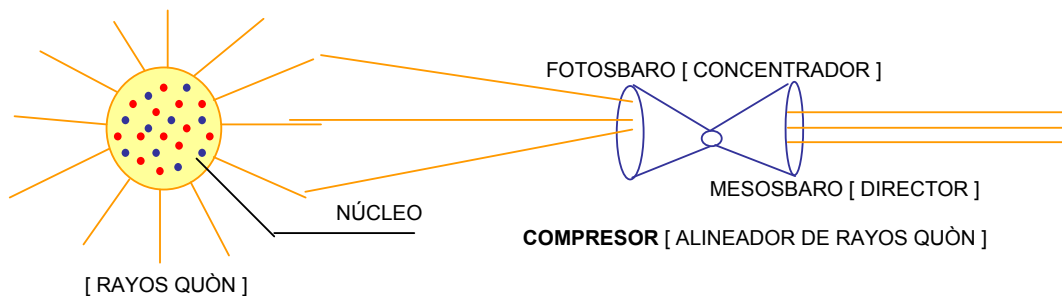 FOTOSBARO [ CONCENTRADOR ]
MESOSBARO [ DIRECTOR ]
NÚCLEO
COMPRESOR [ ALINEADOR DE RAYOS QUÒN ]
[ RAYOS QUÒN ]